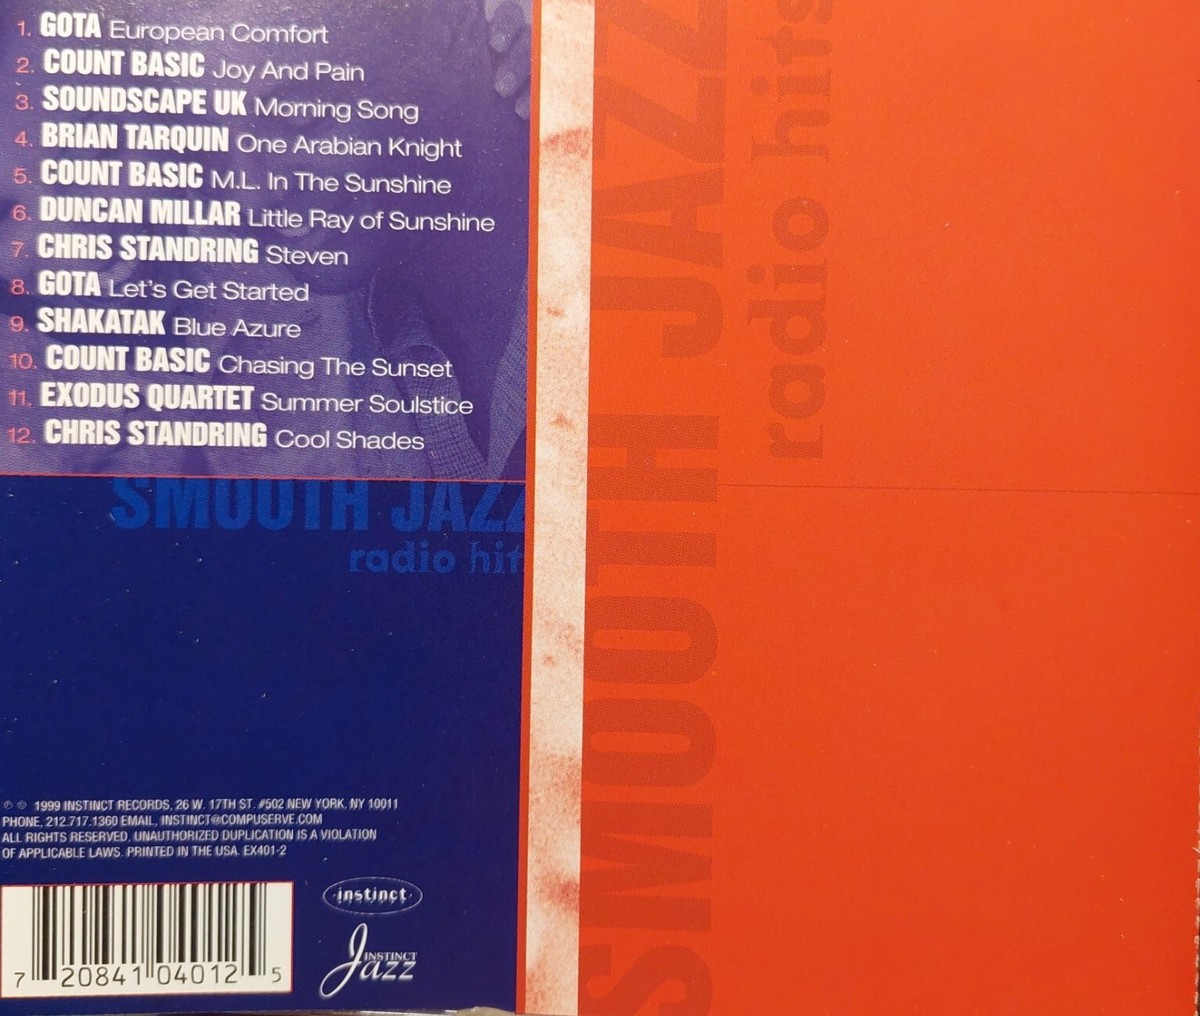 1. GOTA European Comfort
2. COUNT BASIC Joy And Pain
3. SOUNDSCAPE UK Morning Song
4. BRIAN TARQUIN One Arabian Knight
5. COUNT BASIC M.L. In The Sunshine
6. DUNCAN MILLAR Little Ray of Sunshine
7. CHRIS STANDRING Steven
8. GOTA Let's Get Started
9. SHAKATAK Blue Azure
10. COUNT BASIC Chasing The Sunset
11. EXODUS QUARTET Summer Soulstice
12. CHRIS STANDRING Cool Shades
SMOOTH JAZZ
radio hit
℗ © 1999 INSTINCT RECORDS, 26 W. 17TH ST. #502 NEW YORK, NY 10011
PHONE, 212.717.1360 EMAIL, INSTINCT@COMPUSERVE.COM
ALL RIGHTS RESERVED, UNAUTHORIZED DUPLICATION IS A VIOLATION
OF APPLICABLE LAWS. PRINTED IN THE USA. EX401-2
7 20841 04012 5
instinct
INSTINCT
Jazz
SMOOTH JAZZ
radio hits